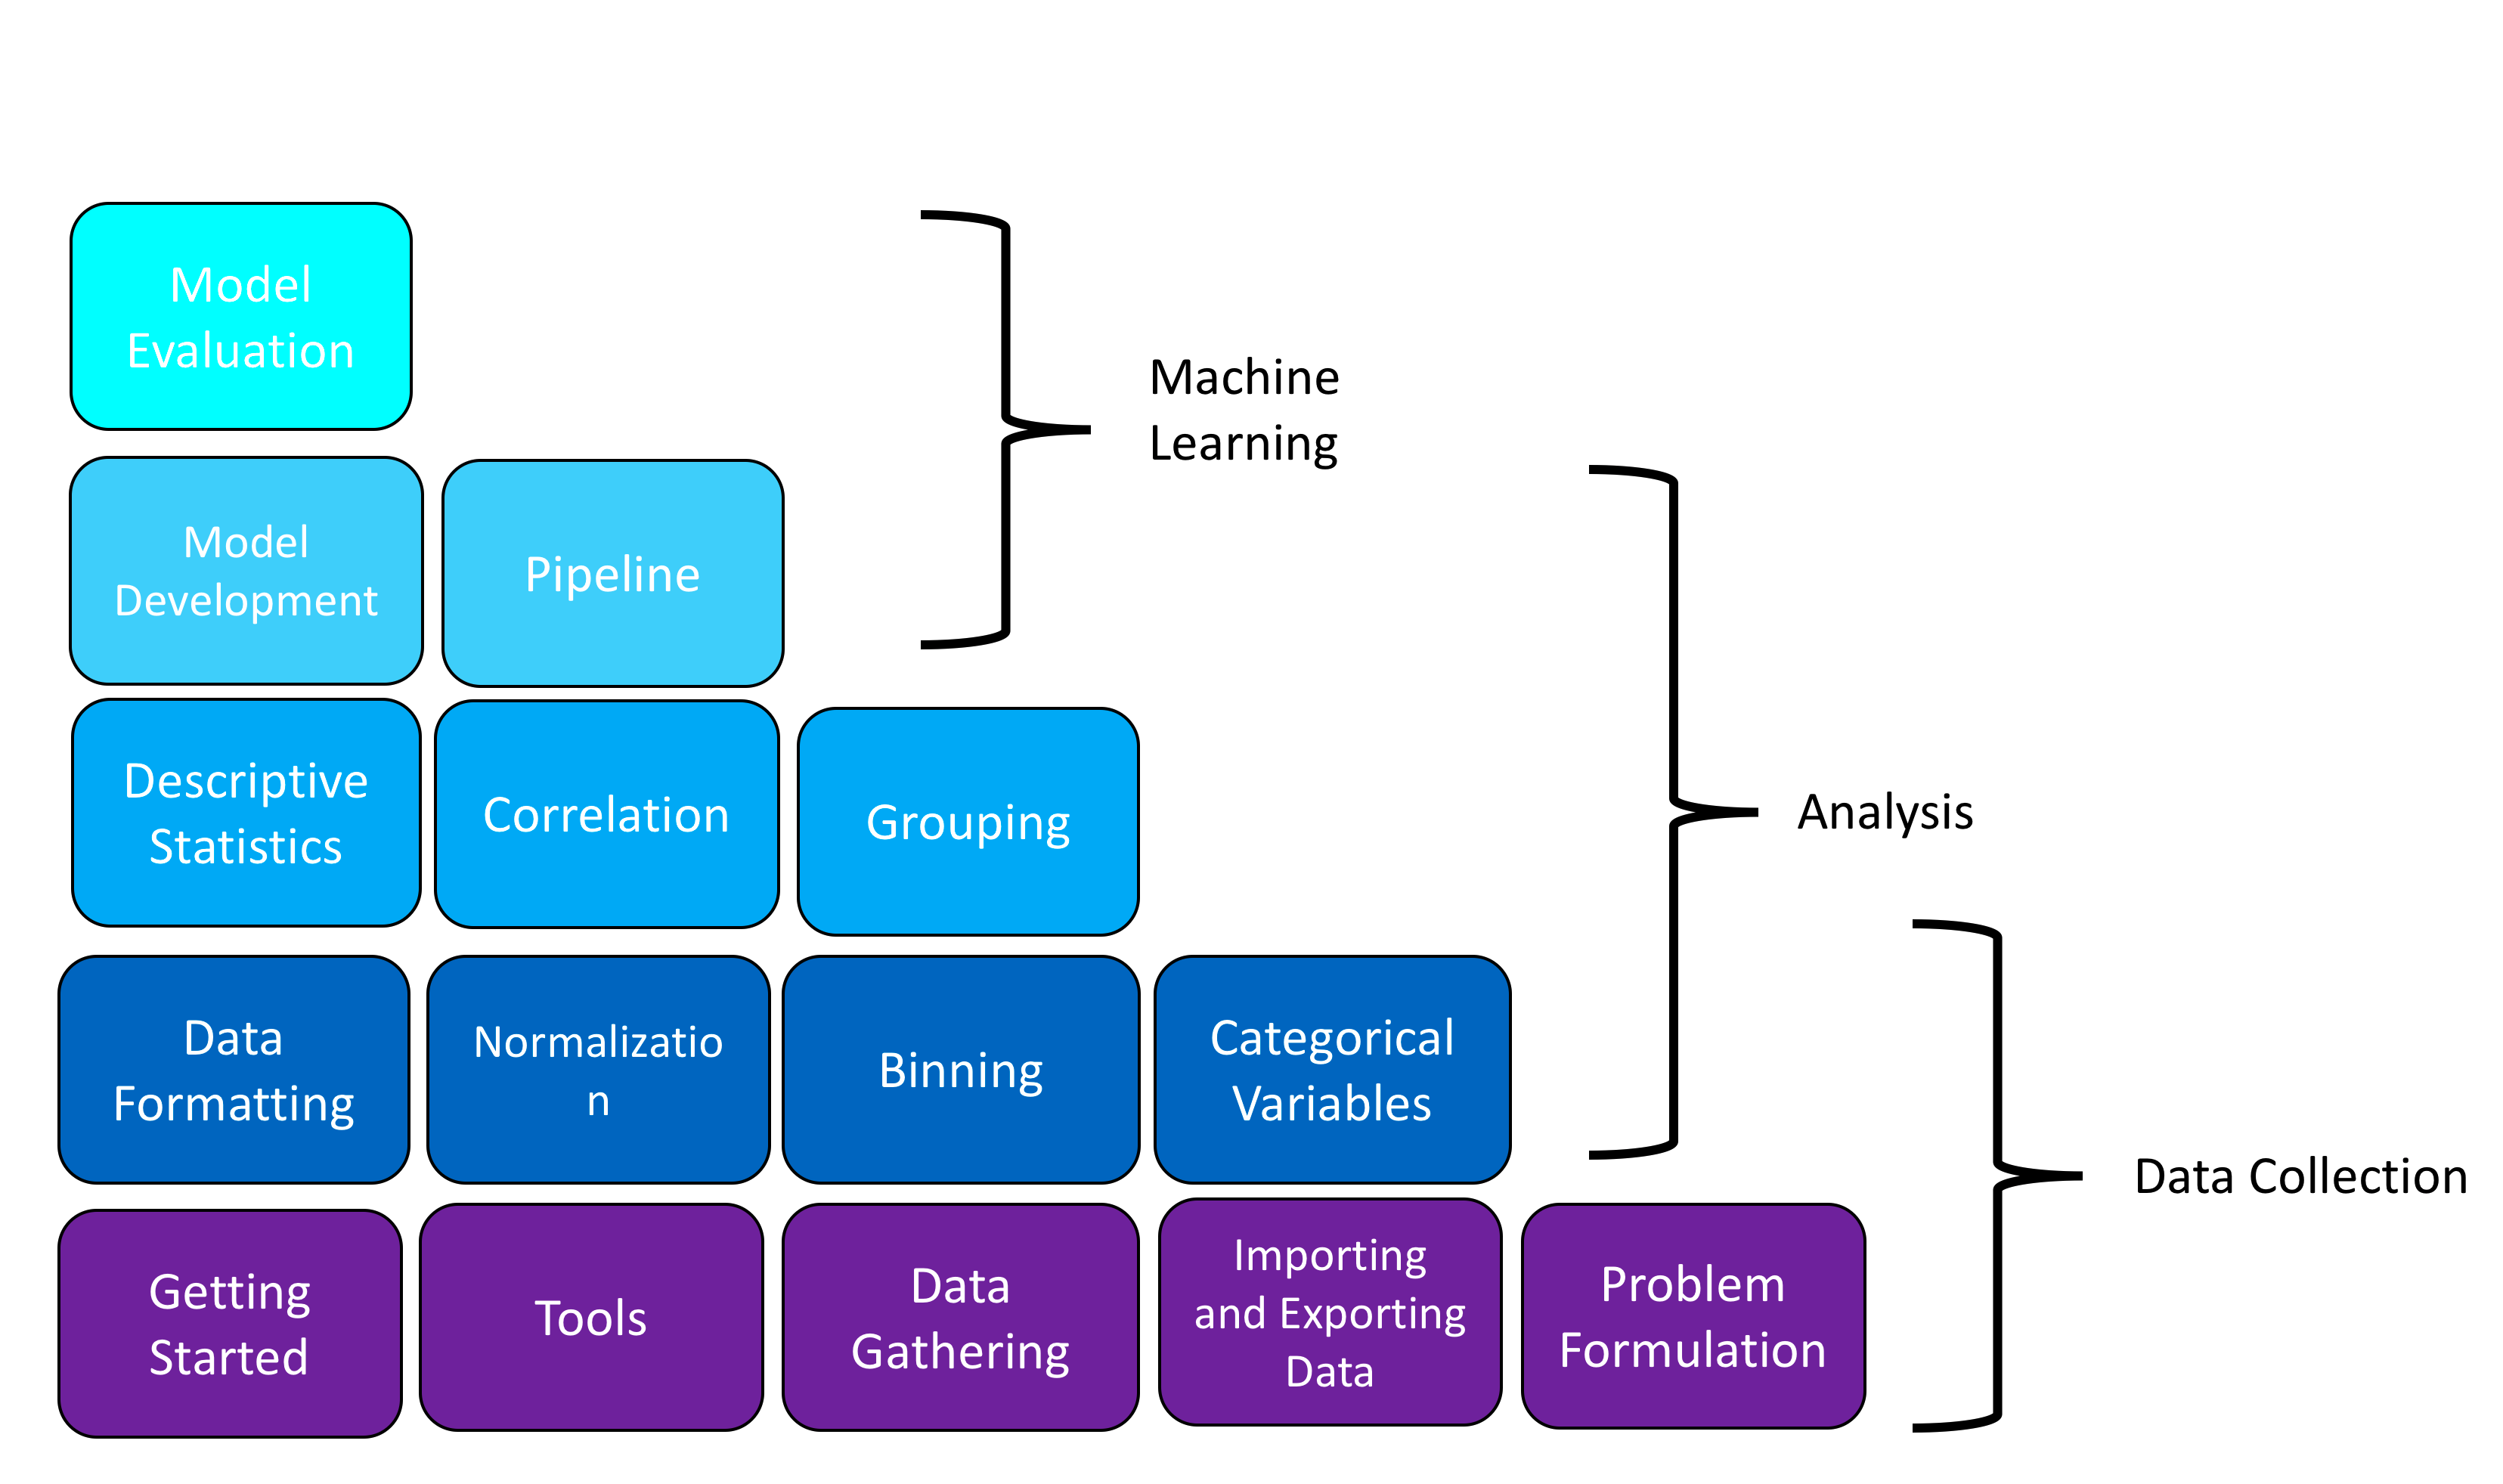 Model
Evaluation
Machine
Learning
Model
Development
Pipeline
Descriptive
Statistics
Correlation
Grouping
Analysis
Data
Formatting
Normalizatio
n
Binning
Categorical
Variables
Data Collection
Getting
Started
Tools
Data
Gathering
Importing
and Exporting
Data
Problem
Formulation